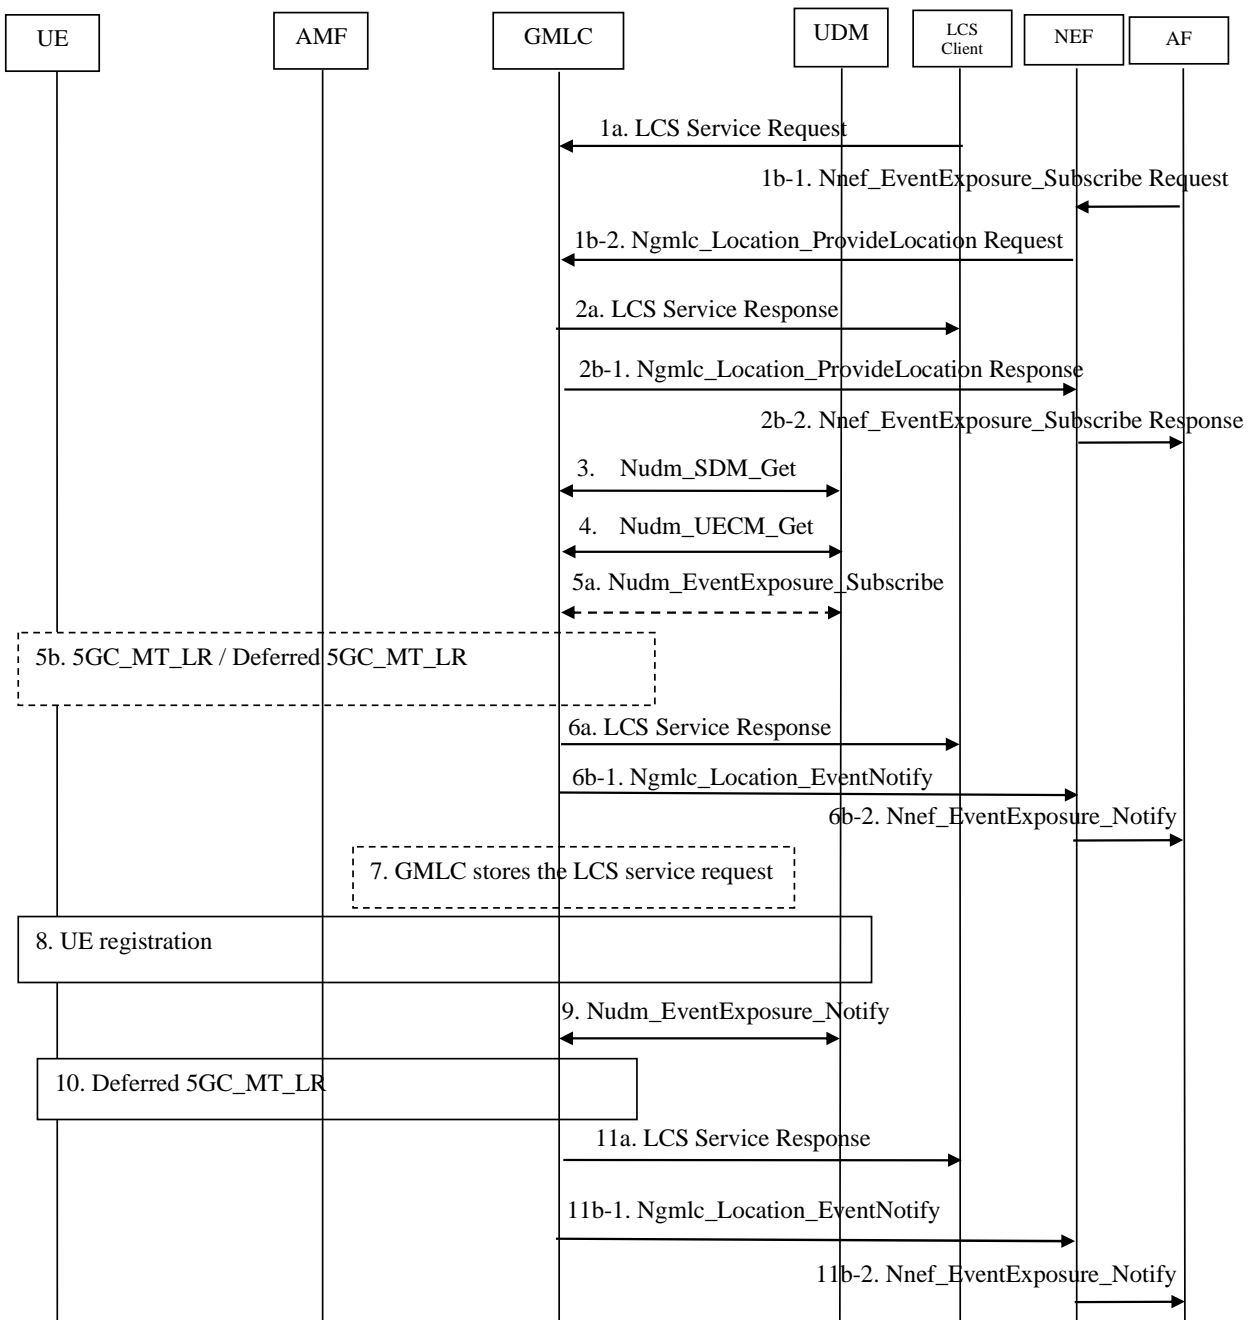 UE
AMF
GMLC
UDM
LCS
Client
NEF
AF
1a. LCS Service Request
1b-1. Nnef_EventExposure_Subscribe Request
1b-2. Ngmlc_Location_ProvideLocation Request
2a. LCS Service Response
2b-1. Ngmlc_Location_ProvideLocation Response
2b-2. Nnef_EventExposure_Subscribe Response
3. Nudm_SDM_Get
4. Nudm_UECM_Get
5a. Nudm_EventExposure_Subscribe
5b. 5GC_MT_LR / Deferred 5GC_MT_LR
6a. LCS Service Response
6b-1. Ngmlc_Location_EventNotify
6b-2. Nnef_EventExposure_Notify
7. GMLC stores the LCS service request
8. UE registration
9. Nudm_EventExposure_Notify
10. Deferred 5GC_MT_LR
11a. LCS Service Response
11b-1. Ngmlc_Location_EventNotify
11b-2. Nnef_EventExposure_Notify